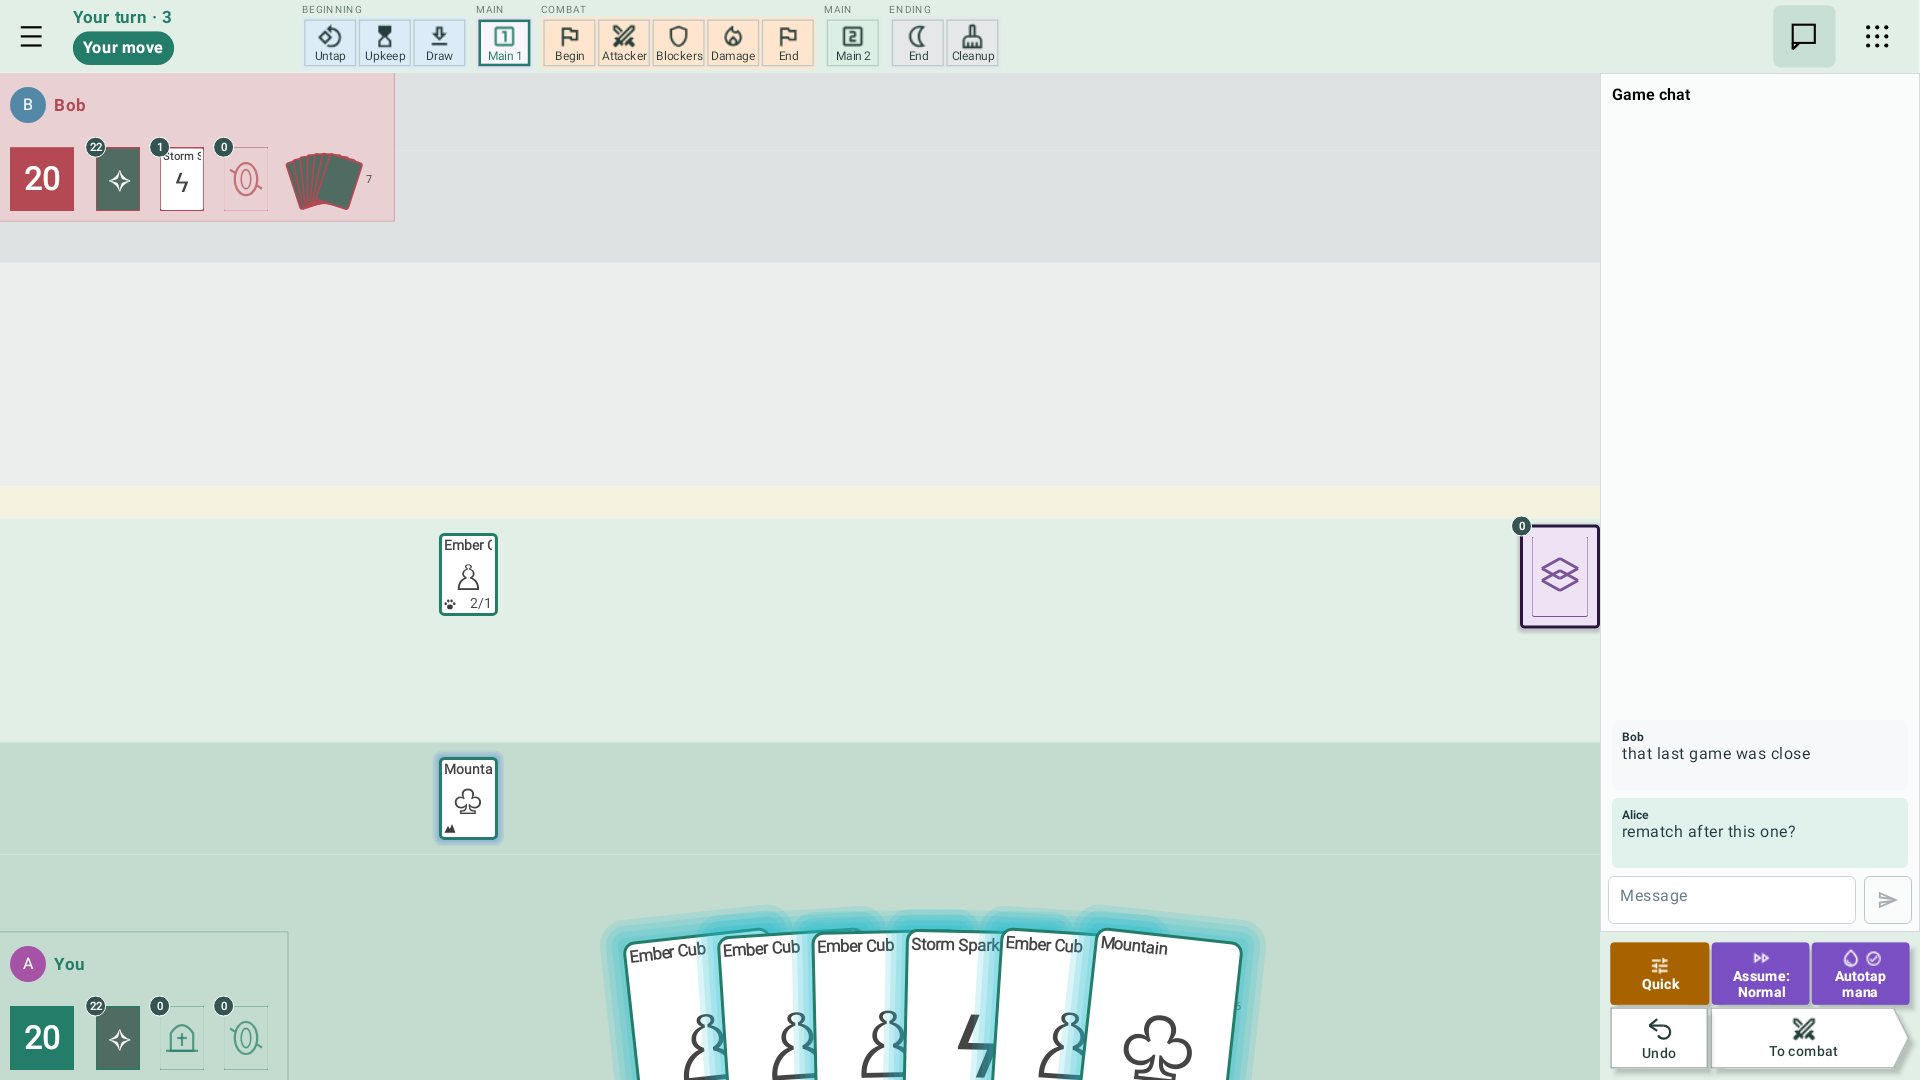 Your turn · 3
Your move
BEGINNING
Untap
Upkeep
Draw
MAIN
1
Main 1
COMBAT
Begin
Attacker
Blockers
Damage
End
MAIN
2
Main 2
ENDING
End
Cleanup
B
Bob
20
22
1
Storm S
0
7
Game chat
Ember C
2/1
0
Mounta
Bob
that last game was close
Alice
rematch after this one?
Message
A
You
20
22
0
0
Ember Cub
Ember Cub
Ember Cub
Storm Spark
Ember Cub
Mountain
6
Quick
Assume:
Normal
Autotap
mana
Undo
To combat